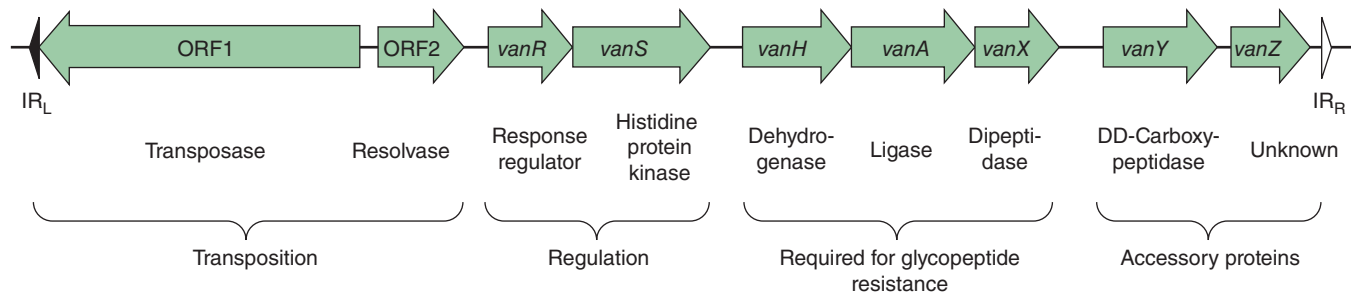 ORF1 ORF2 vanR vanS vanH vanA vanX vanY vanZ
IRL IRR
Transposase
Resolvase
Response
regulator
Histidine
protein
kinase
Dehydro-
genase
Ligase
Dipepti-
dase
DD-Carboxy-
peptidase
Unknown
Transposition
Regulation
Required for glycopeptide
resistance
Accessory proteins